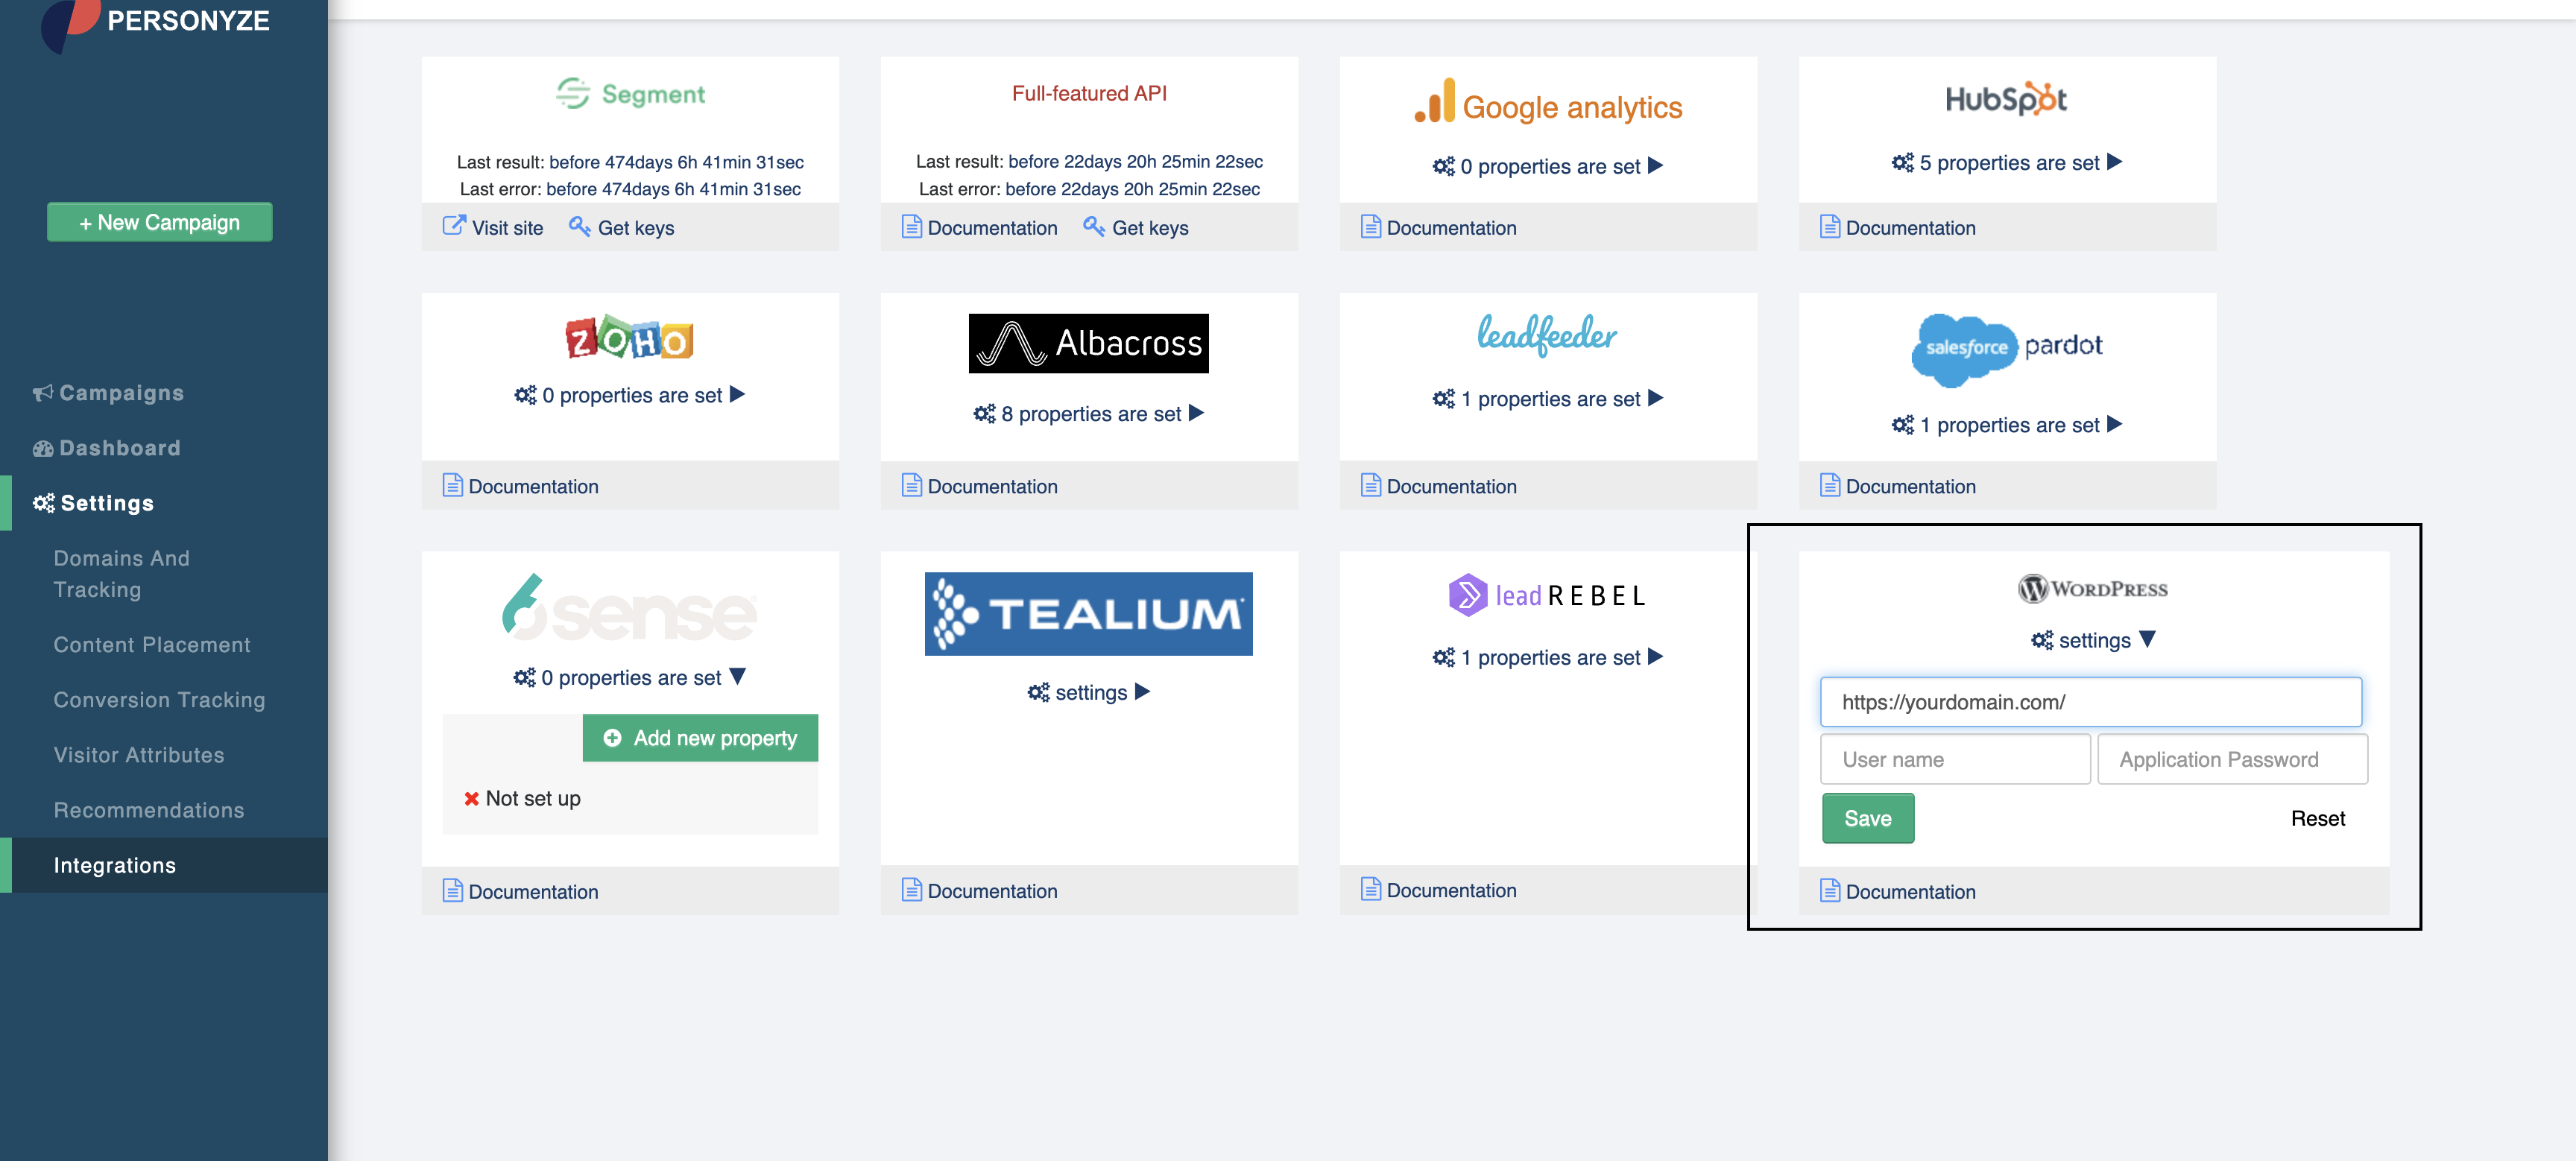 PERSONYZE
+ New Campaign
Campaigns
Dashboard
Settings
Domains And
Tracking
Content Placement
Conversion Tracking
Visitor Attributes
Recommendations
Integrations
Segment
Last result: before 474days 6h 41min 31sec
Last error: before 474days 6h 41min 31sec
Visit site Get keys
Full-featured API
Last result: before 22days 20h 25min 22sec
Last error: before 22days 20h 25min 22sec
Documentation Get keys
Google analytics
0 properties are set
Documentation
HubSpot
5 properties are set
Documentation
ZOHO
0 properties are set
Documentation
Albacross
8 properties are set
Documentation
leadfeeder
1 properties are set
Documentation
salesforce pardot
1 properties are set
Documentation
6sense
0 properties are set
Add new property
Not set up
Documentation
TEALIUM
settings
Documentation
lead REBEL
1 properties are set
Documentation
WORDPRESS
settings
https://yourdomain.com/
User name Application Password
Save Reset
Documentation